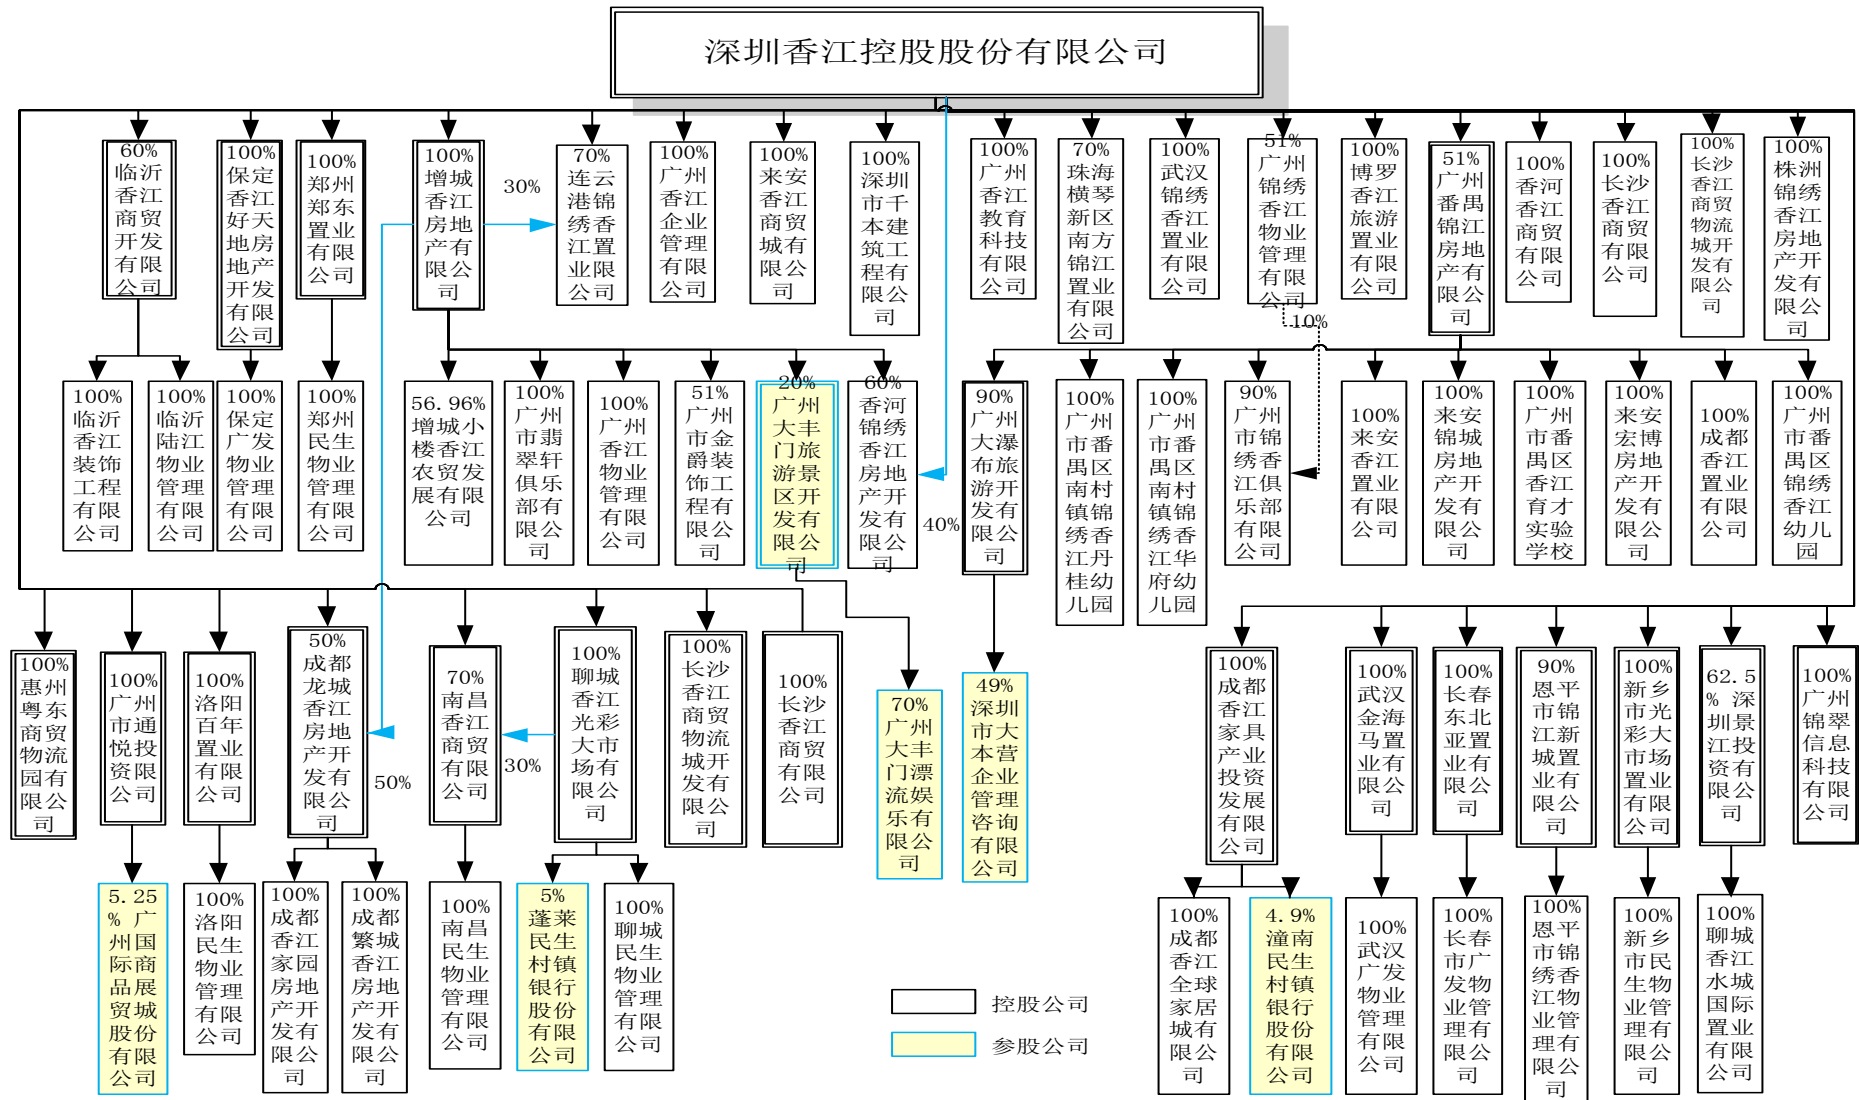 深圳香江控股股份有限公司
60%
临沂
香江
商贸
开发
有限
公司
100%
保定
香江
好天
地房
地产
开发
有限
公司
100%
郑州
郑东
置业
有限
公司
100%
增城
香江
房地
产有
限公
司
30%
70%
连云
港锦
绣香
江置
业限
公司
100%
广州
香江
企业
管理
有限
公司
100%
来安
香江
商贸
城有
限公
司
100%
深圳
市千
本建
筑工
程有
限公
司
100%
广州
香江
教育
科技
有限
公司
70%
珠海
横琴
新区
南方
锦江
置业
有限
公司
100%
武汉
锦绣
香江
置业
有限
公司
51%
广州
锦绣
香江
物业
管理
有限
公司
10%
100%
博罗
香江
旅游
置业
有限
公司
51%
广州
番禺
锦江
房地
产有
限公
司
100%
香河
香江
商贸
有限
公司
100%
长沙
香江
商贸
有限
公司
100%
长沙
香江
商贸
物流
城开
发有
限公
司
100%
株洲
锦绣
香江
房地
产开
发有
限公
司
100%
临沂
香江
装饰
工程
有限
公司
100%
临沂
陆江
物业
管理
有限
公司
100%
保定
广发
物业
管理
有限
公司
100%
郑州
民生
物业
管理
有限
公司
56.96%
增城小
楼香江
农贸发
展有限
公司
100%
广州
市翡
翠轩
俱乐
部有
限公
司
100%
广州
香江
物业
管理
有限
公司
51%
广州
市金
爵装
饰工
程有
限公
司
20%
广州
大丰
门旅
游景
区开
发有
限公
司
60%
香河
锦绣
香江
房地
产开
发有
限公
司
40%
90%
广州
大瀑
布旅
游开
发有
限公
司
100%
广州
市番
禺区
南村
镇锦
绣香
江丹
桂幼
儿园
100%
广州
市番
禺区
南村
镇锦
绣香
江华
府幼
儿园
90%
广州
市锦
绣香
江俱
乐部
有限
公司
100%
来安
香江
置业
有限
公司
100%
来安
锦城
房地
产开
发有
限公
司
100%
广州
市番
禺区
香江
育才
实验
学校
100%
来安
宏博
房地
产开
发有
限公
司
100%
成都
香江
置业
有限
公司
100%
广州
市番
禺区
锦绣
香江
幼儿
园
100%
惠州
粤东
商贸
物流
园有
限公
司
100%
广州
市通
悦投
资限
公司
100%
洛阳
百年
置业
有限
公司
50%
成都
龙城
香江
房地
产开
发有
限公
司
50%
70%
南昌
香江
商贸
有限
公司
30%
100%
聊城
香江
光彩
大市
场有
限公
司
100%
长沙
香江
商贸
物流
城开
发有
限公
司
100%
长沙
香江
商贸
有限
公司
70%
广州
大丰
门漂
流娱
乐有
限公
司
49%
深圳
市大
本营
企业
管理
咨询
有限
公司
100%
成都
香江
家具
产业
投资
发展
有限
公司
100%
武汉
金海
马置
业有
限公
司
100%
长春
东北
亚置
业有
限公
司
90%
恩平
市锦
江新
城置
业有
限公
司
100%
新乡
市光
彩大
市场
置业
有限
公司
62.5
% 深
圳景
江投
资有
限公
司
100%
广州
锦翠
信息
科技
有限
公司
5.25
% 广
州国
际商
品展
贸城
股份
有限
公司
100%
洛阳
民生
物业
管理
有限
公司
100%
成都
香江
家园
房地
产开
发有
限公
司
100%
成都
繁城
香江
房地
产开
发有
限公
司
100%
南昌
民生
物业
管理
有限
公司
5%
蓬莱
民生
村镇
银行
股份
有限
公司
100%
聊城
民生
物业
管理
有限
公司
100%
成都
香江
全球
家居
城有
限公
司
4.9%
潼南
民生
村镇
银行
股份
有限
公司
100%
武汉
广发
物业
管理
有限
公司
100%
长春
市广
发物
业管
理有
限公
司
100%
恩平
市锦
绣香
江物
业管
理有
限公
司
100%
新乡
市民
生物
业管
理有
限公
司
100%
聊城
香江
水城
国际
置业
有限
公司
控股公司
参股公司